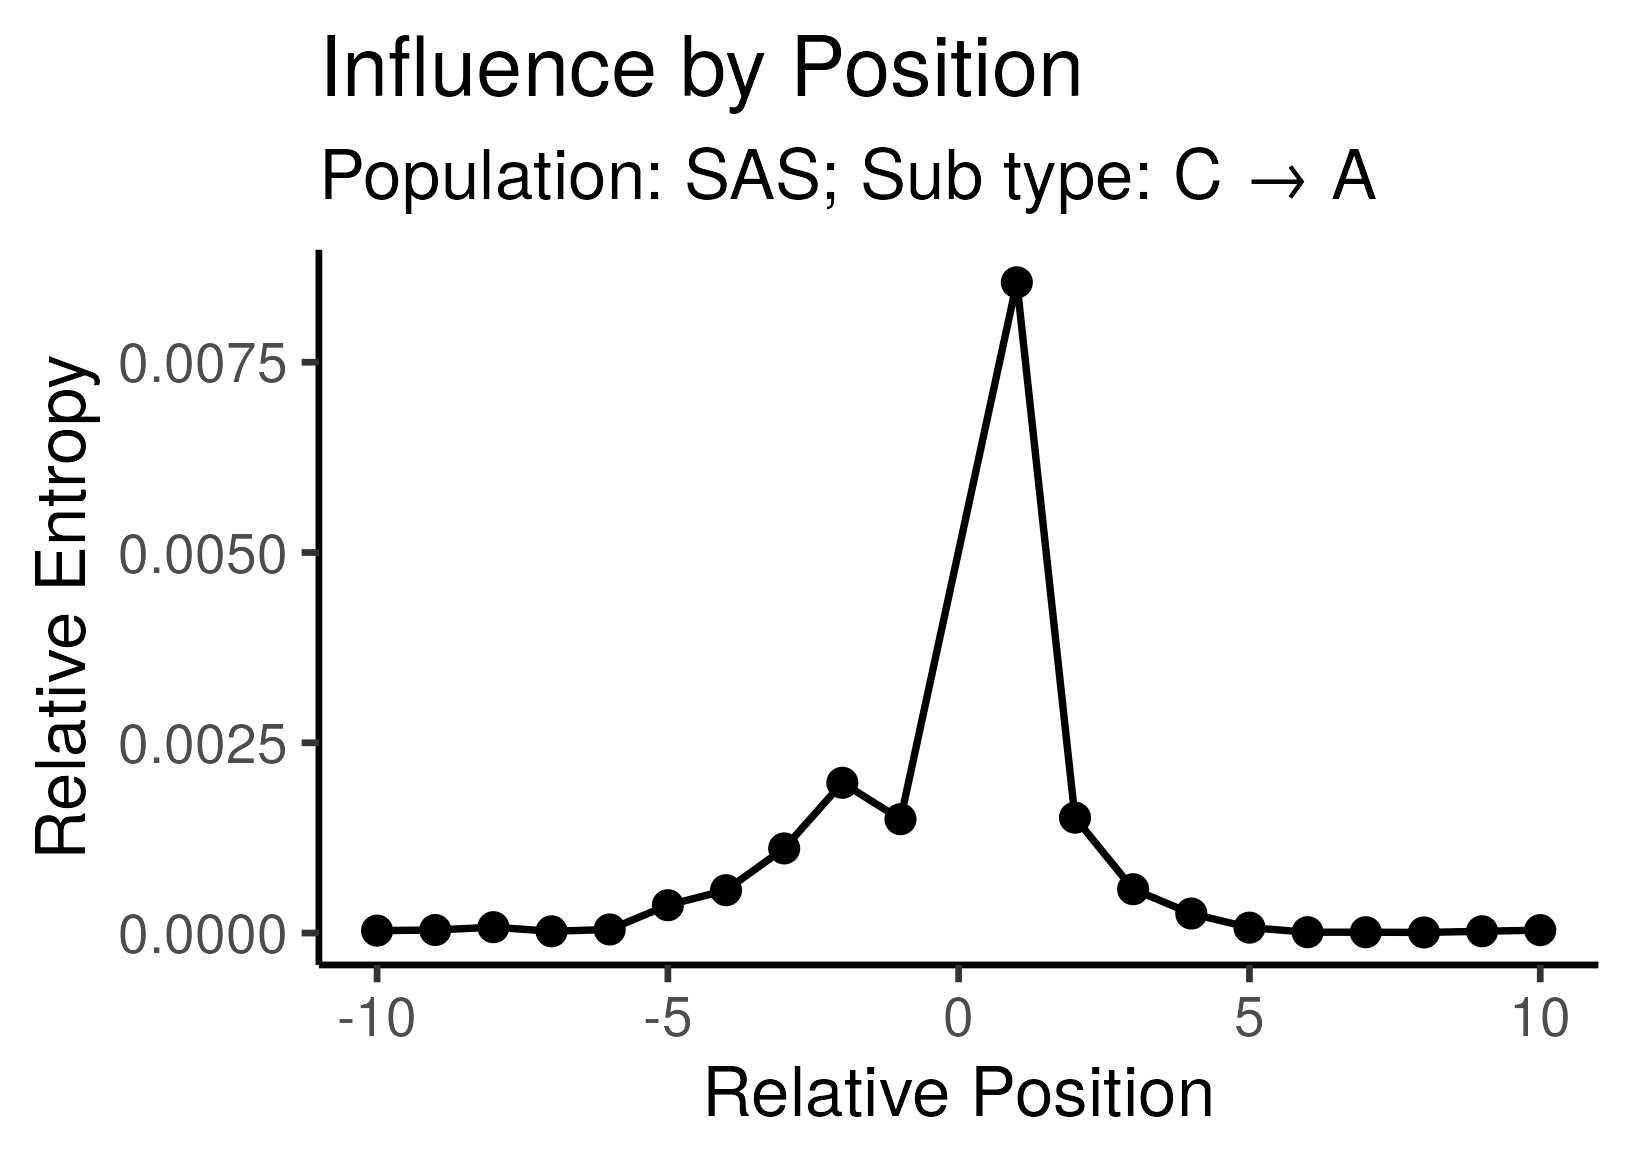 Influence by Position
Population: SAS; Sub type: C → A
Relative Entropy
0.0075
0.0050
0.0025
0.0000
-10 -5 0 5 10
Relative Position